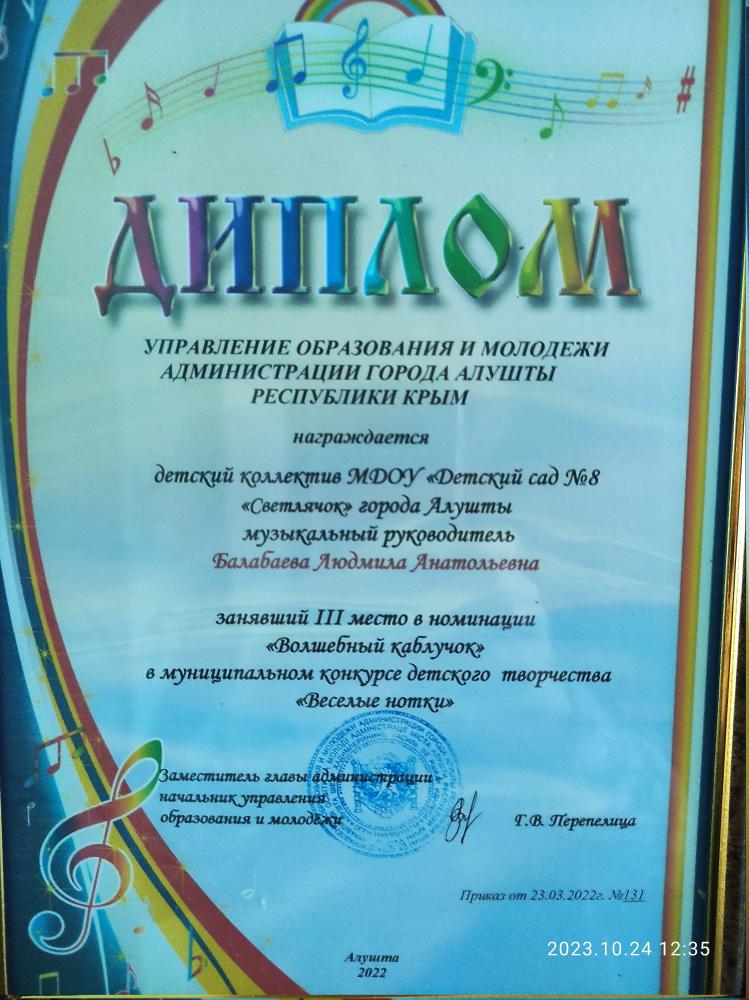 ДИПЛОМ
УПРАВЛЕНИЕ ОБРАЗОВАНИЯ И МОЛОДЕЖИ
АДМИНИСТРАЦИИ ГОРОДА АЛУШТЫ
РЕСПУБЛИКИ КРЫМ
награждается
детский коллектив МДОУ «Детский сад №8
«Светлячок» города Алушты
музыкальный руководитель
Балабаева Людмила Анатольевна
занявший III место в номинации
«Волшебный каблучок»
в муниципальном конкурсе детского творчества
«Веселые нотки»
Заместитель главы администрации -
начальник управления
образования и молодёжи
Г.В. Перепелица
Приказ от 23.03.2022г. №131
Алушта
2022
2023.10.24 12:35